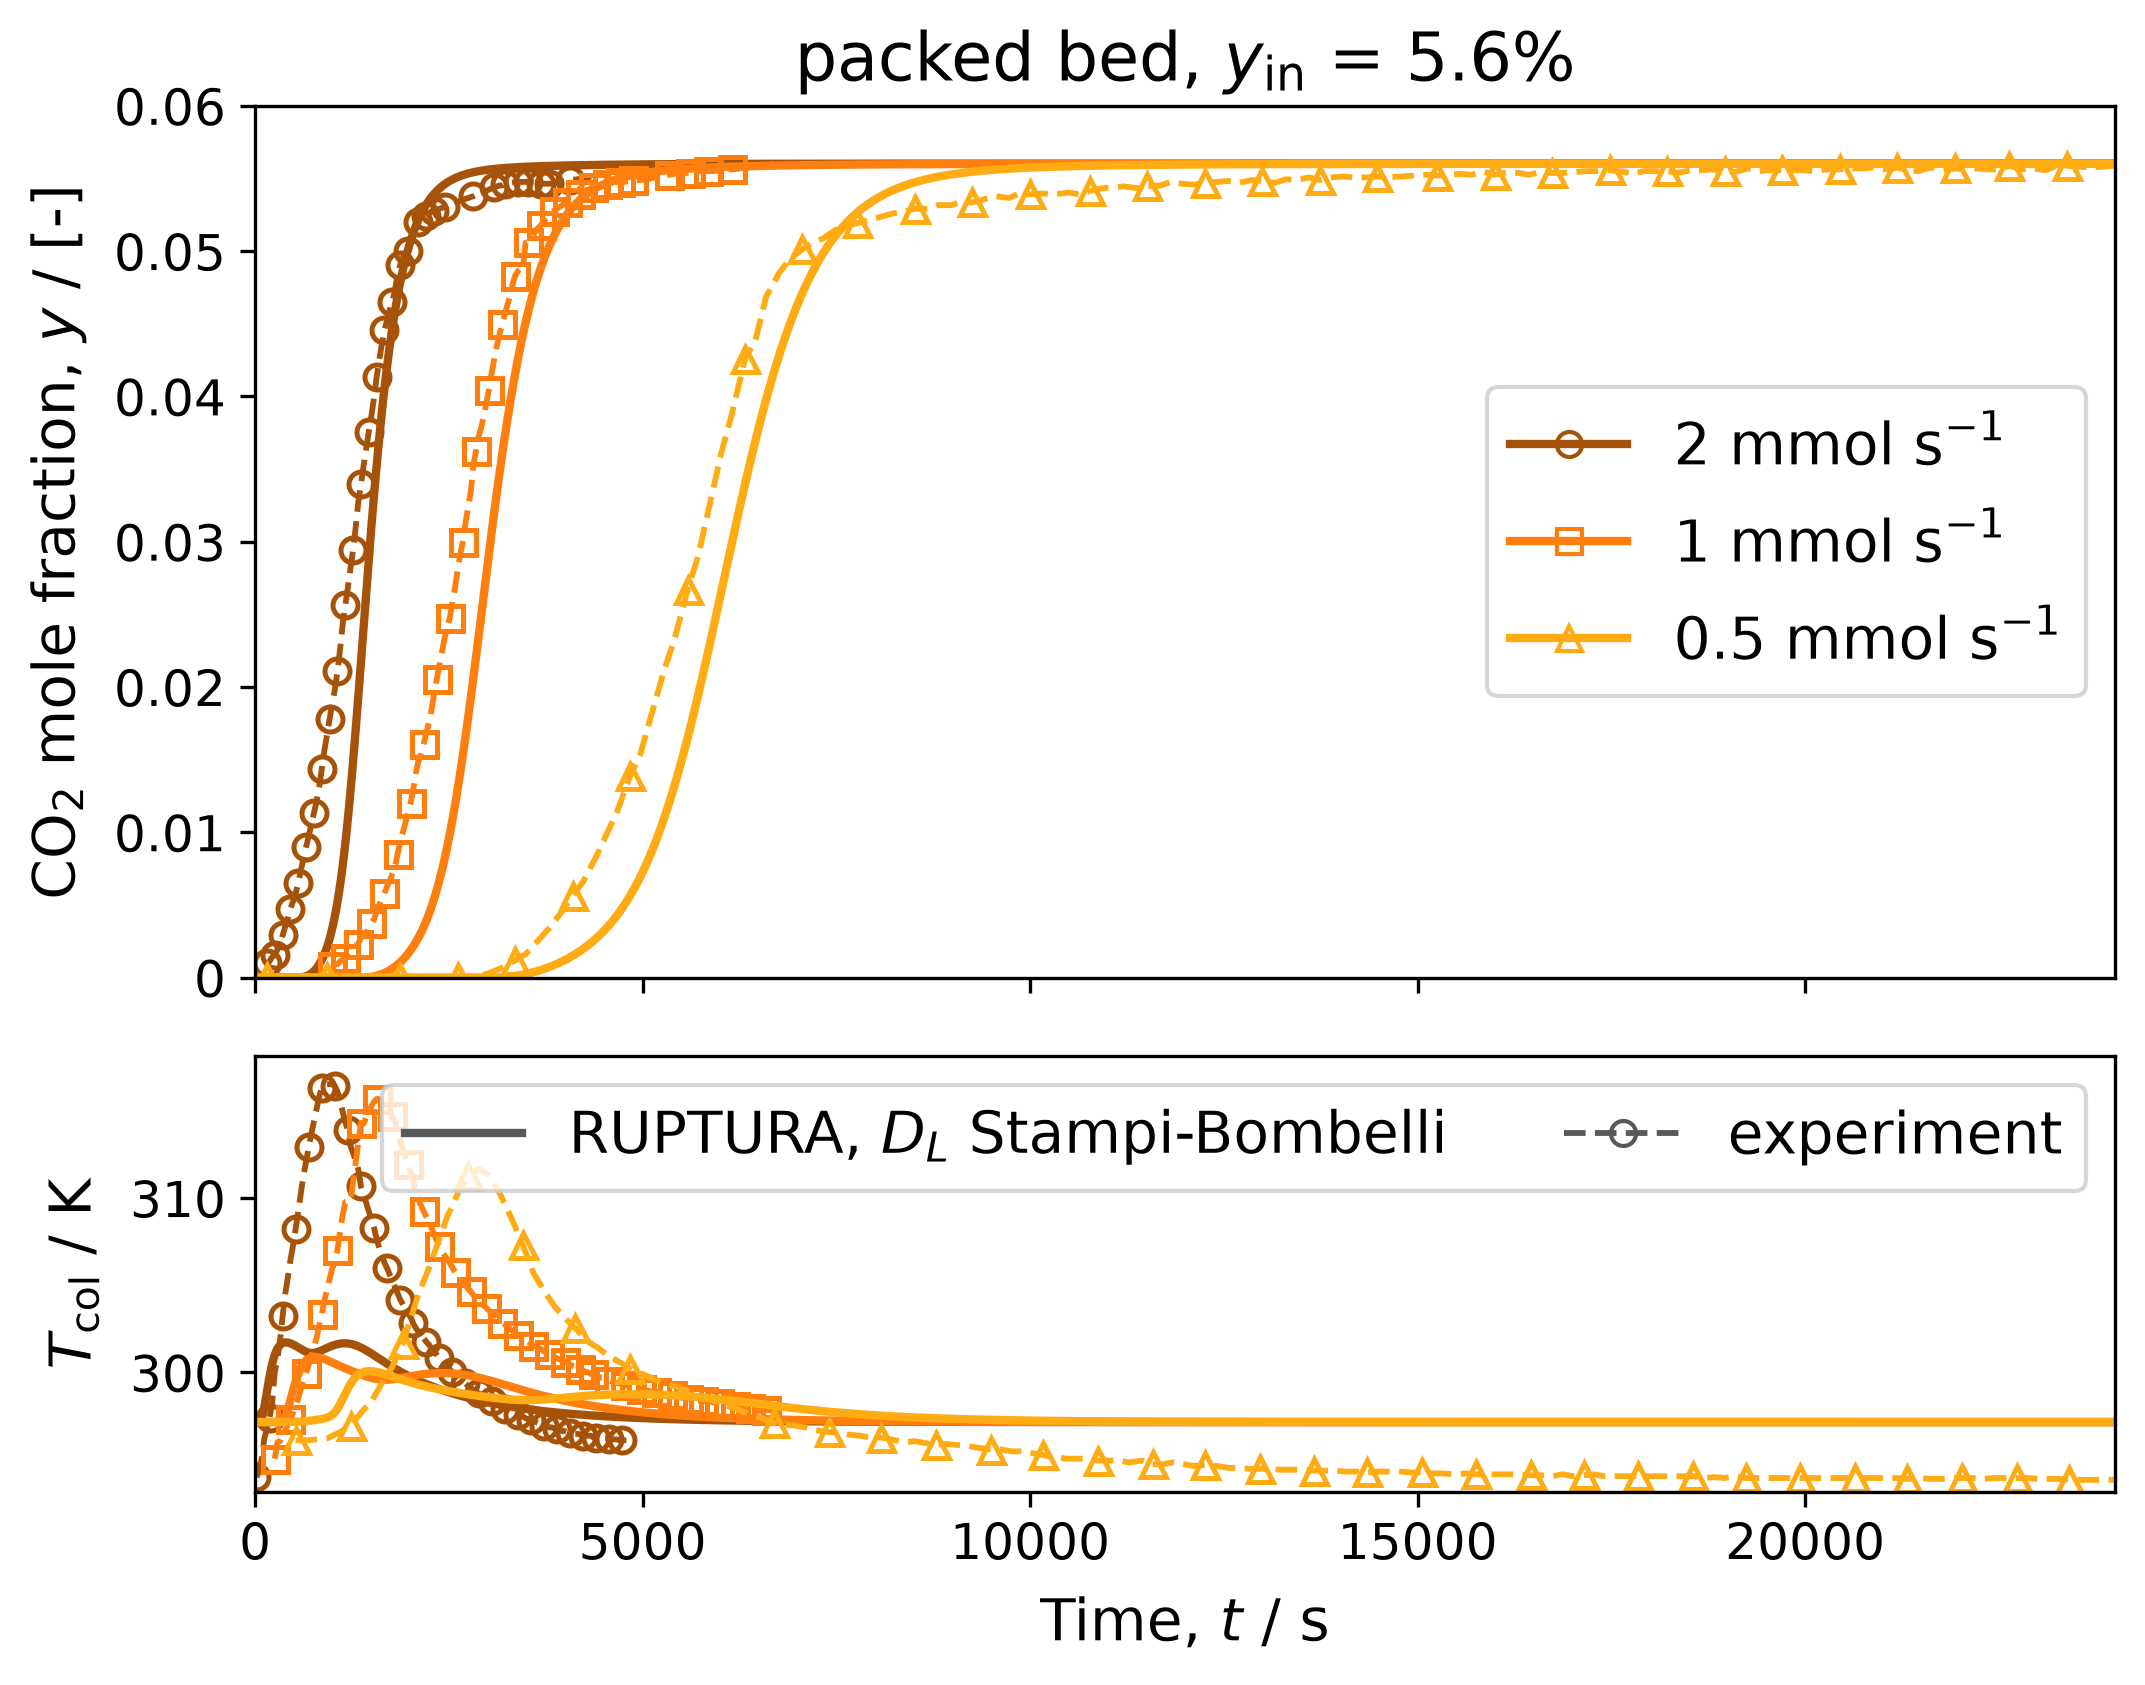 packed bed, y_in = 5.6%
CO₂ mole fraction, y / [-]
0.06
0.05
0.04
0.03
0.02
0.01
0
2 mmol s⁻¹
1 mmol s⁻¹
0.5 mmol s⁻¹
T_col / K
310
300
RUPTURA, D_L Stampi-Bombelli
experiment
0 5000 10000 15000 20000
Time, t / s